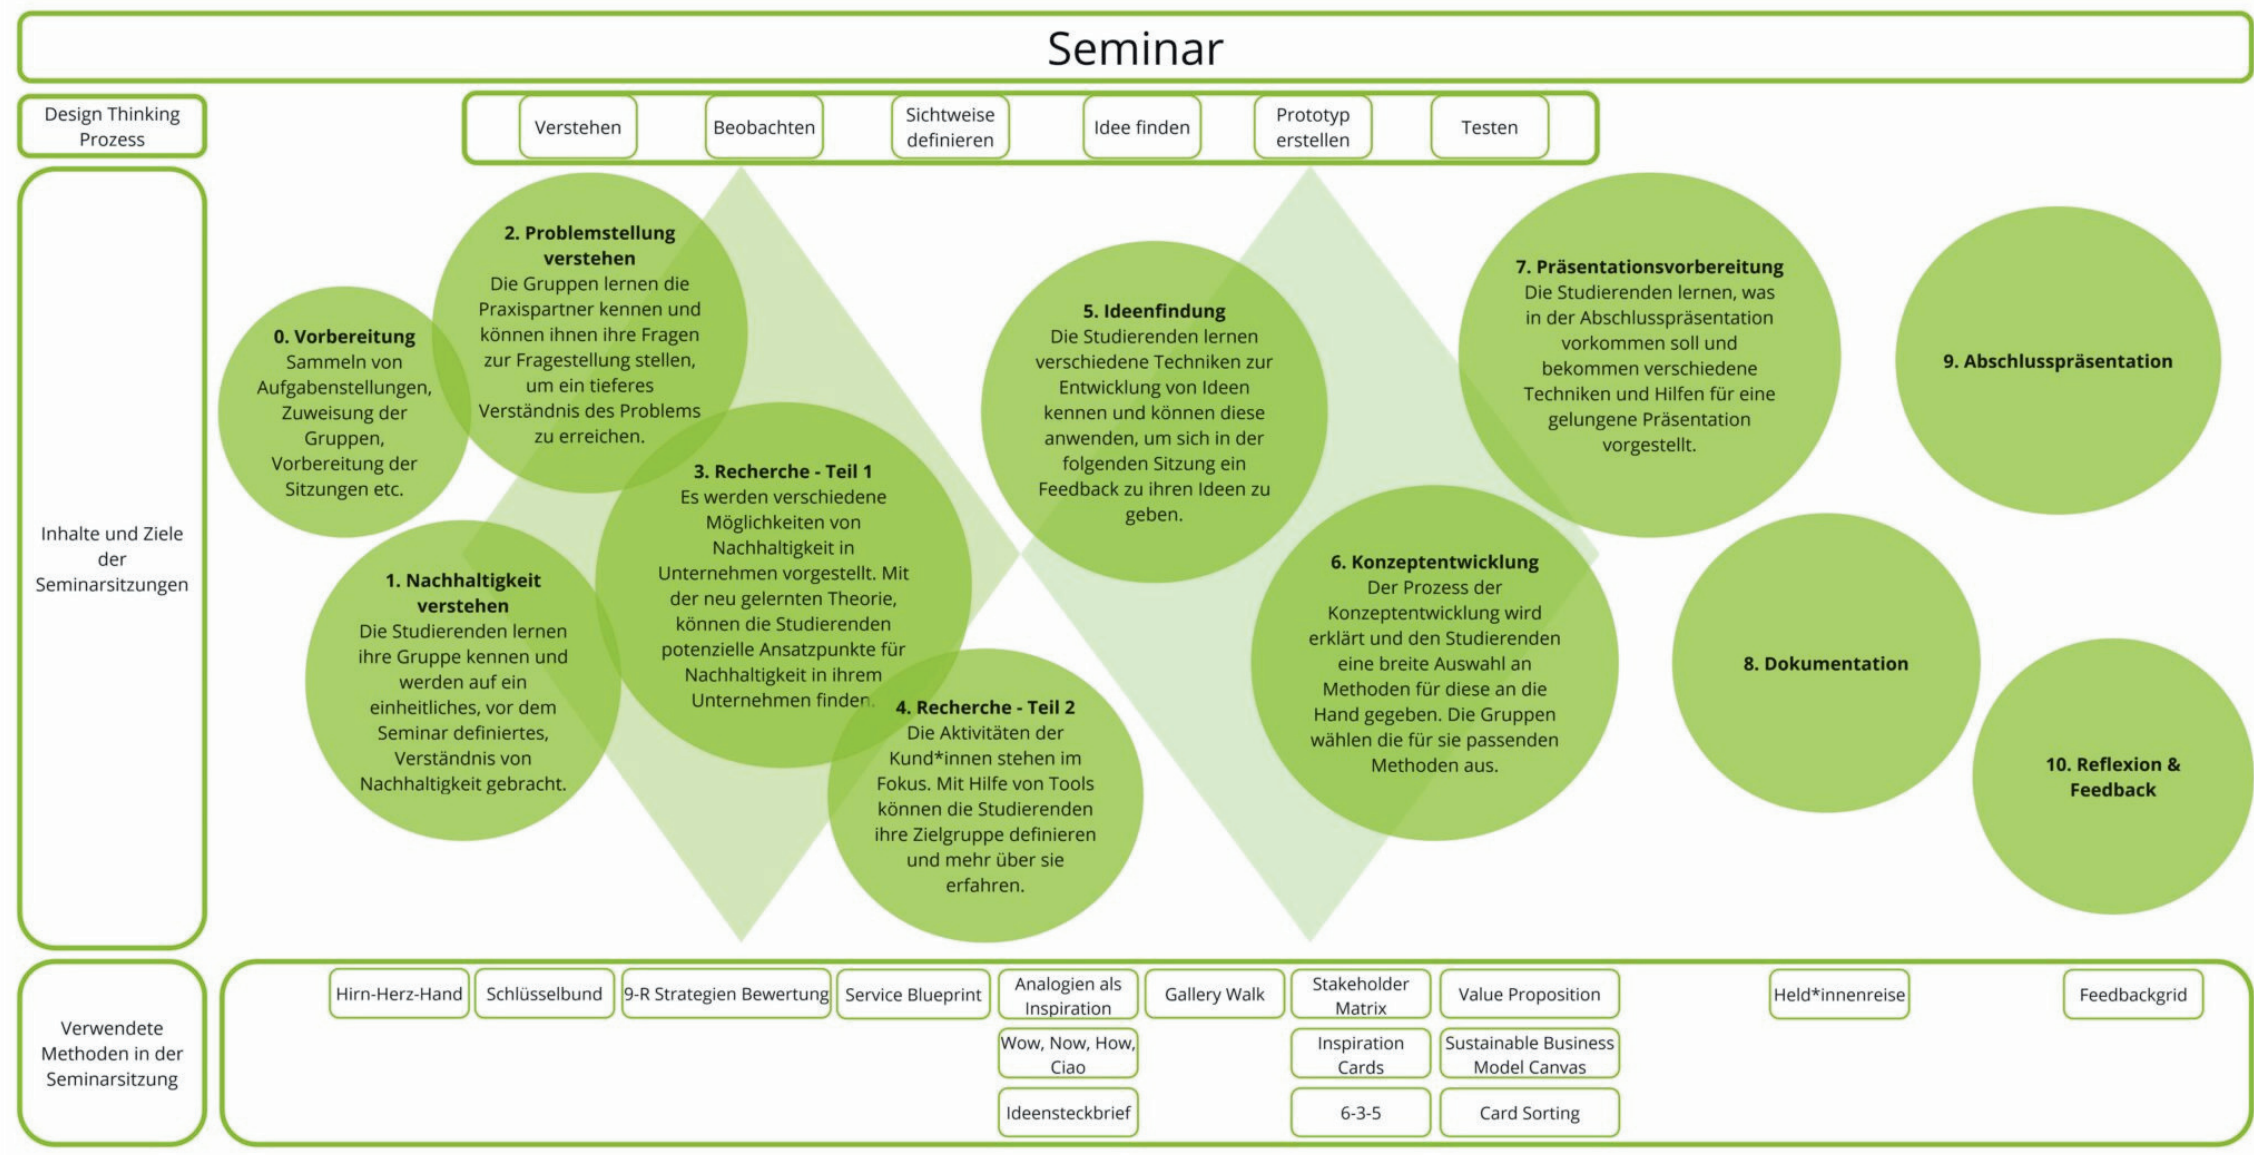 Seminar
Design Thinking
Prozess
Verstehen
Beobachten
Sichtweise
definieren
Idee finden
Prototyp
erstellen
Testen
Inhalte und Ziele
der
Seminarsitzungen
0. Vorbereitung
Sammeln von
Aufgabenstellungen,
Zuweisung der
Gruppen,
Vorbereitung der
Sitzungen etc.
1. Nachhaltigkeit
verstehen
Die Studierenden lernen
ihre Gruppe kennen und
werden auf ein
einheitliches, vor dem
Seminar definiertes,
Verständnis von
Nachhaltigkeit gebracht.
2. Problemstellung
verstehen
Die Gruppen lernen die
Praxispartner kennen und
können ihnen ihre Fragen
zur Fragestellung stellen,
um ein tieferes
Verständnis des Problems
zu erreichen.
3. Recherche - Teil 1
Es werden verschiedene
Möglichkeiten von
Nachhaltigkeit in
Unternehmen vorgestellt. Mit
der neu gelernten Theorie,
können die Studierenden
potenzielle Ansatzpunkte für
Nachhaltigkeit in ihrem
Unternehmen finden.
4. Recherche - Teil 2
Die Aktivitäten der
Kund*innen stehen im
Fokus. Mit Hilfe von Tools
können die Studierenden
ihre Zielgruppe definieren
und mehr über sie
erfahren.
5. Ideenfindung
Die Studierenden lernen
verschiedene Techniken zur
Entwicklung von Ideen
kennen und können diese
anwenden, um sich in der
folgenden Sitzung ein
Feedback zu ihren Ideen zu
geben.
6. Konzeptentwicklung
Der Prozess der
Konzeptentwicklung wird
erklärt und den Studierenden
eine breite Auswahl an
Methoden für diese an die
Hand gegeben. Die Gruppen
wählen die für sie passenden
Methoden aus.
7. Präsentationsvorbereitung
Die Studierenden lernen, was
in der Abschlusspräsentation
vorkommen soll und
bekommen verschiedene
Techniken und Hilfen für eine
gelungene Präsentation
vorgestellt.
8. Dokumentation
9. Abschlusspräsentation
10. Reflexion &
Feedback
Verwendete
Methoden in der
Seminarsitzung
Hirn-Herz-Hand
Schlüsselbund
9-R Strategien Bewertung
Service Blueprint
Analogien als
Inspiration
Wow, Now, How,
Ciao
Ideensteckbrief
Gallery Walk
Stakeholder
Matrix
Inspiration
Cards
6-3-5
Value Proposition
Sustainable Business
Model Canvas
Card Sorting
Held*innenreise
Feedbackgrid